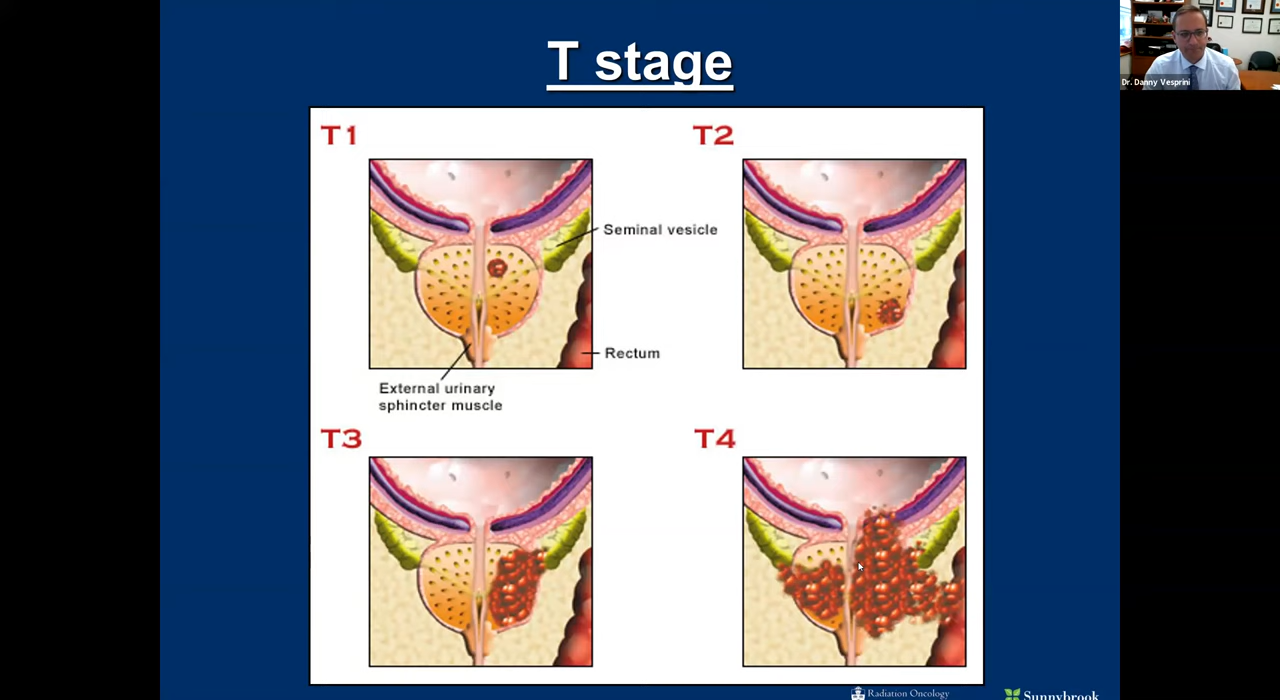 T stage
Dr. Danny Vesprini
T1
T2
Seminal vesicle
Rectum
External urinary
sphincter muscle
T3
T4
Radiation Oncology
Sunnybrook